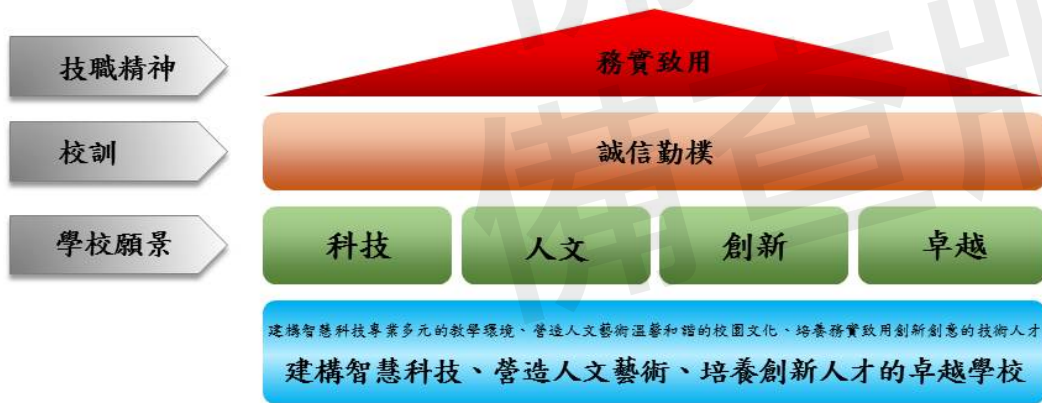 技職精神
務實致用
校訓
誠信勤樸
學校願景
科技
人文
創新
卓越
建構智慧科技專業多元的教學環境、營造人文藝術溫馨和諧的校園文化、培養務實致用創新創意的技術人才
建構智慧科技、營造人文藝術、培養創新人才的卓越學校
備查